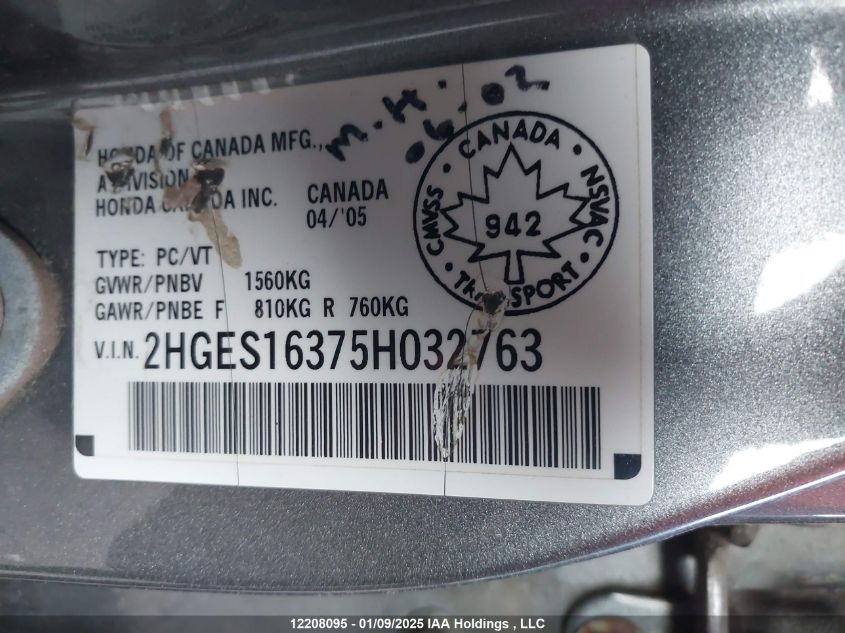 M.H.
06.02
HONDA OF CANADA MFG.,
A DIVISION
HONDA CANADA INC.
CANADA
04/'05
CANADA
NSVAC
TRANSPORT
CMVSS
942
TYPE: PC/VT
GVWR/PNBV 1560KG
GAWR/PNBE F 810KG R 760KG
V.I.N. 2HGES16375H032763
12208095 - 01/09/2025 IAA Holdings , LLC